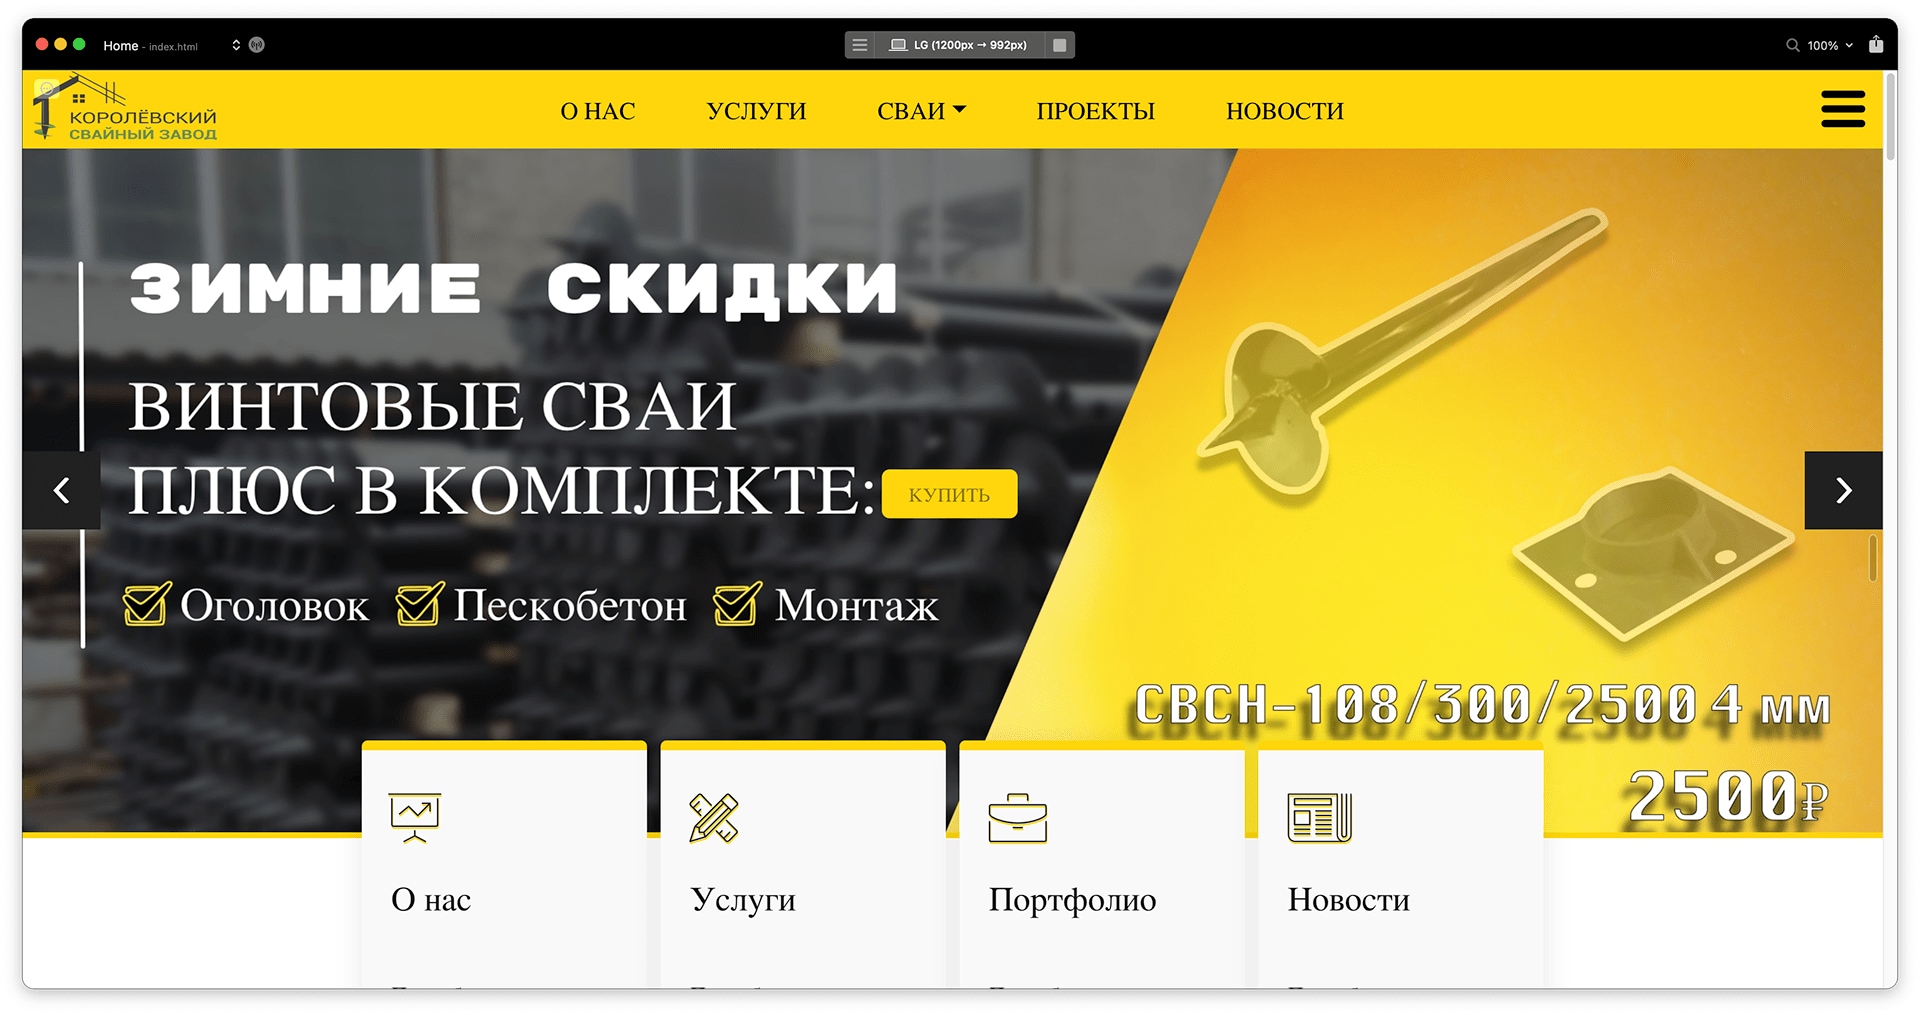 Home - index.html
LG (1200px → 992px)
100%
КОРОЛЁВСКИЙ
СВАЙНЫЙ ЗАВОД
О НАС
УСЛУГИ
СВАИ
ПРОЕКТЫ
НОВОСТИ
ЗИМНИЕ СКИДКИ
ВИНТОВЫЕ СВАИ
ПЛЮС В КОМПЛЕКТЕ:
КУПИТЬ
Оголовок
Пескобетон
Монтаж
СВСН-108/300/2500 4 мм
2500₽
О нас
Услуги
Портфолио
Новости